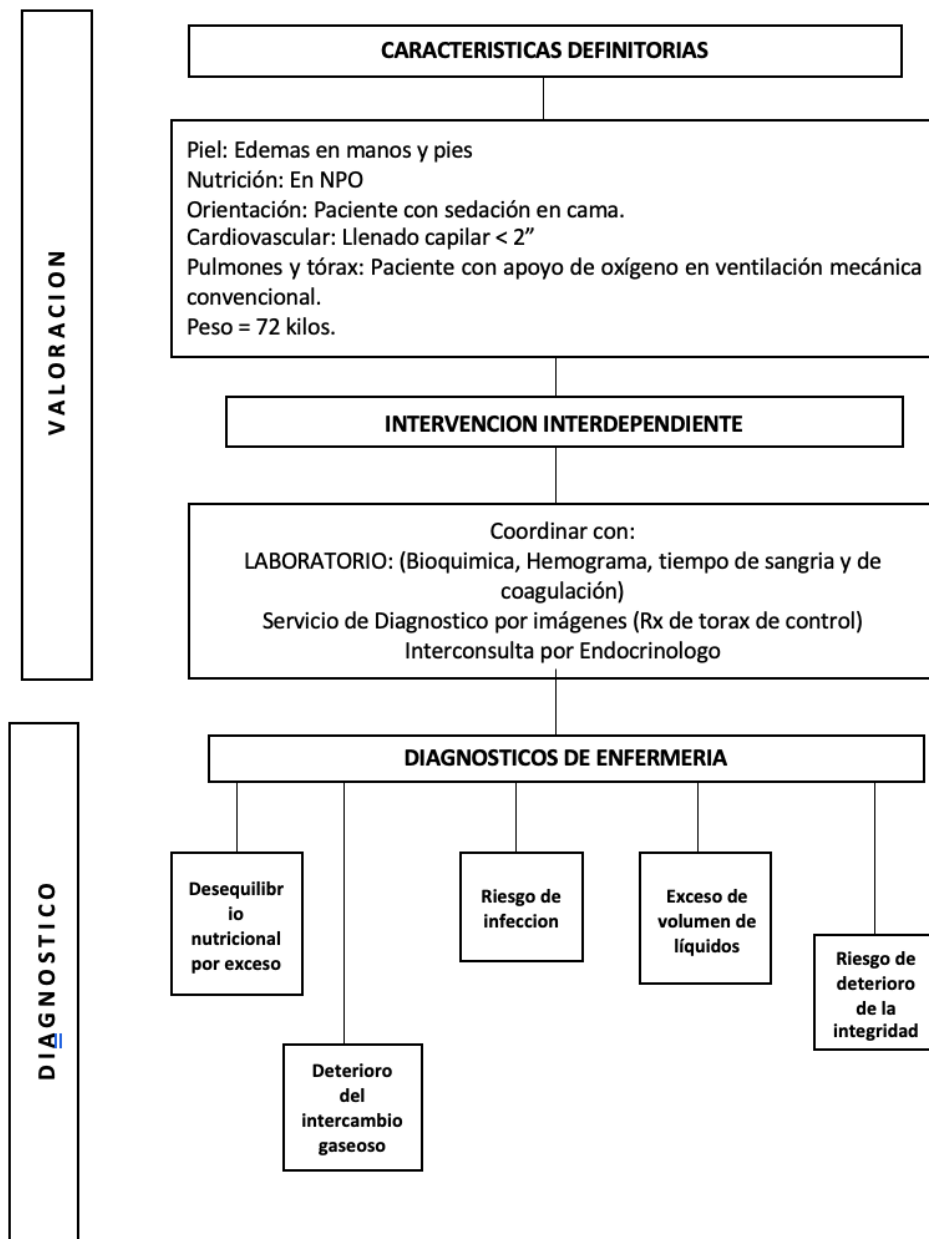 VALORACION
CARACTERISTICAS DEFINITORIAS
Piel: Edemas en manos y pies
Nutrición: En NPO
Orientación: Paciente con sedación en cama.
Cardiovascular: Llenado capilar < 2”
Pulmones y tórax: Paciente con apoyo de oxígeno en ventilación mecánica
convencional.
Peso = 72 kilos.
INTERVENCION INTERDEPENDIENTE
Coordinar con:
LABORATORIO: (Bioquimica, Hemograma, tiempo de sangria y de
coagulación)
Servicio de Diagnostico por imágenes (Rx de torax de control)
Interconsulta por Endocrinologo
DIAGNOSTICO
DIAGNOSTICOS DE ENFERMERIA
Desequilibr
io
nutricional
por exceso
Deterioro
del
intercambio
gaseoso
Riesgo de
infeccion
Exceso de
volumen de
líquidos
Riesgo de
deterioro
de la
integridad